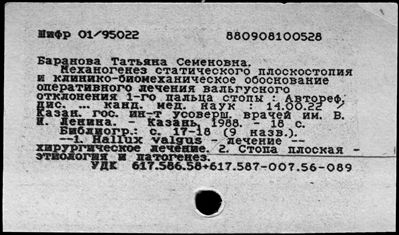 Шифр 01/95022 880908100528
Баранова Татьяна Семеновна.
Механогенез статического плоскостопия
и клинико-биомеханическое обоснование
оперативного лечения вальгусного
отклонения 1-го пальца стопы : Автореф.
дис. ... канд. мед. наук : 14.00.22 /
Казан. гос. ин-т усоверш. врачей им. В.
И. Ленина. - Казань, 1988. - 18 с.
Библиогр.: с. 17-18 (9 назв.).
--1. Hallux valgus - лечение --
хирургическое лечение. 2. Стопа плоская -
этиология и патогенез.
УДК 617.586.58+617.587-007.56-089